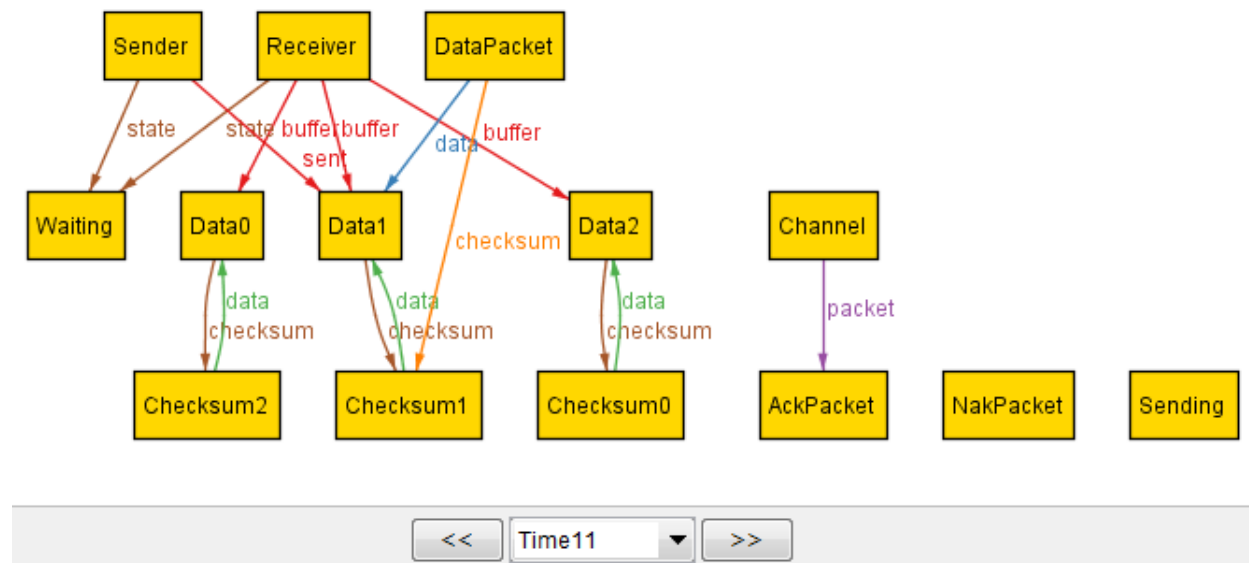 Sender Receiver DataPacket
state state buffer buffer data buffer
sent
Waiting Data0 Data1 Data2 Channel
checksum
data data data packet
checksum checksum checksum
Checksum2 Checksum1 Checksum0 AckPacket NakPacket Sending
<< Time11 >>